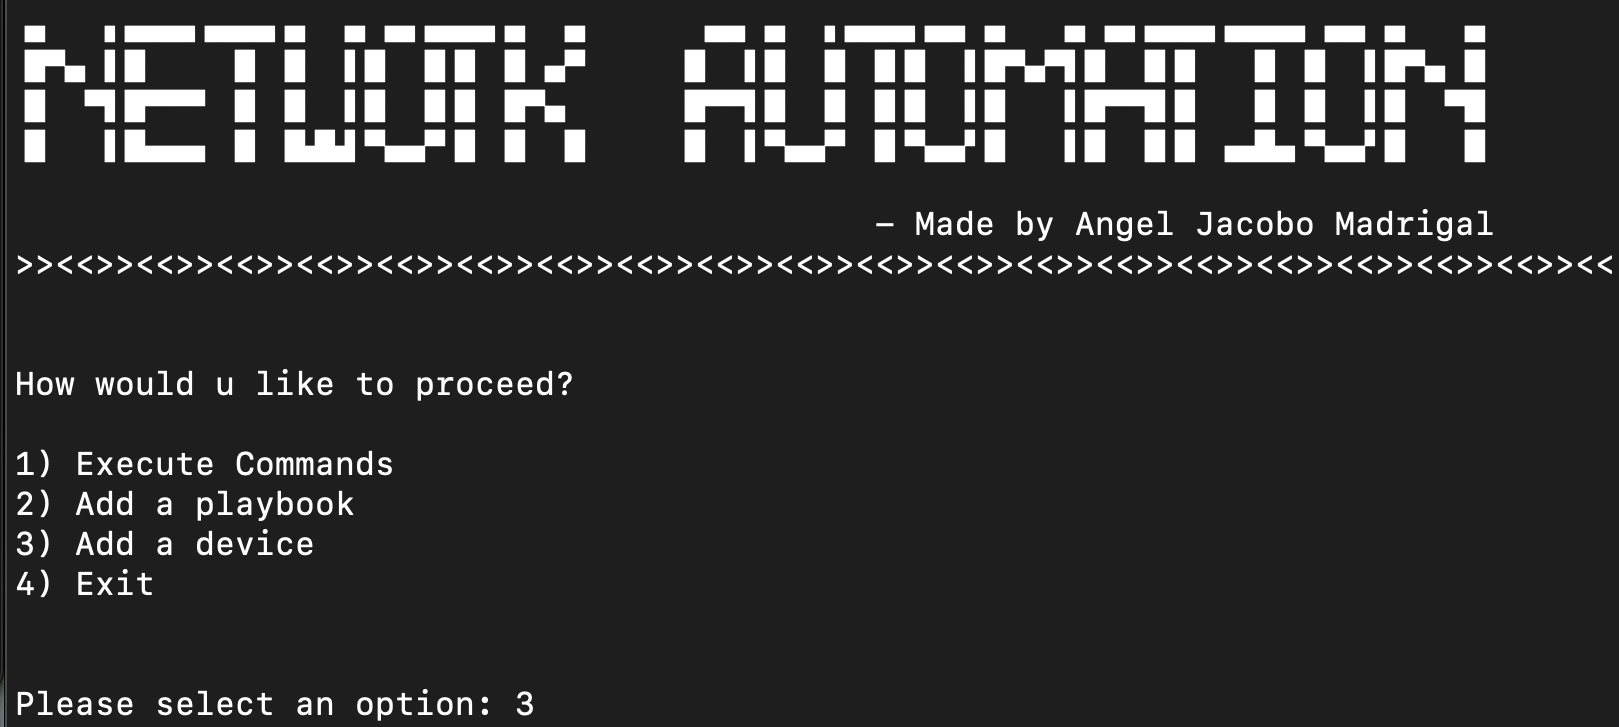 NETWOTK AUTOMATION
– Made by Angel Jacobo Madrigal
>><<>><<>><<>><<>><<>><<>><<>><<>><<>><<>><<>><<>><<>><<>><<>><<>><<>><<>><<>><<
How would u like to proceed?
1) Execute Commands
2) Add a playbook
3) Add a device
4) Exit
Please select an option: 3